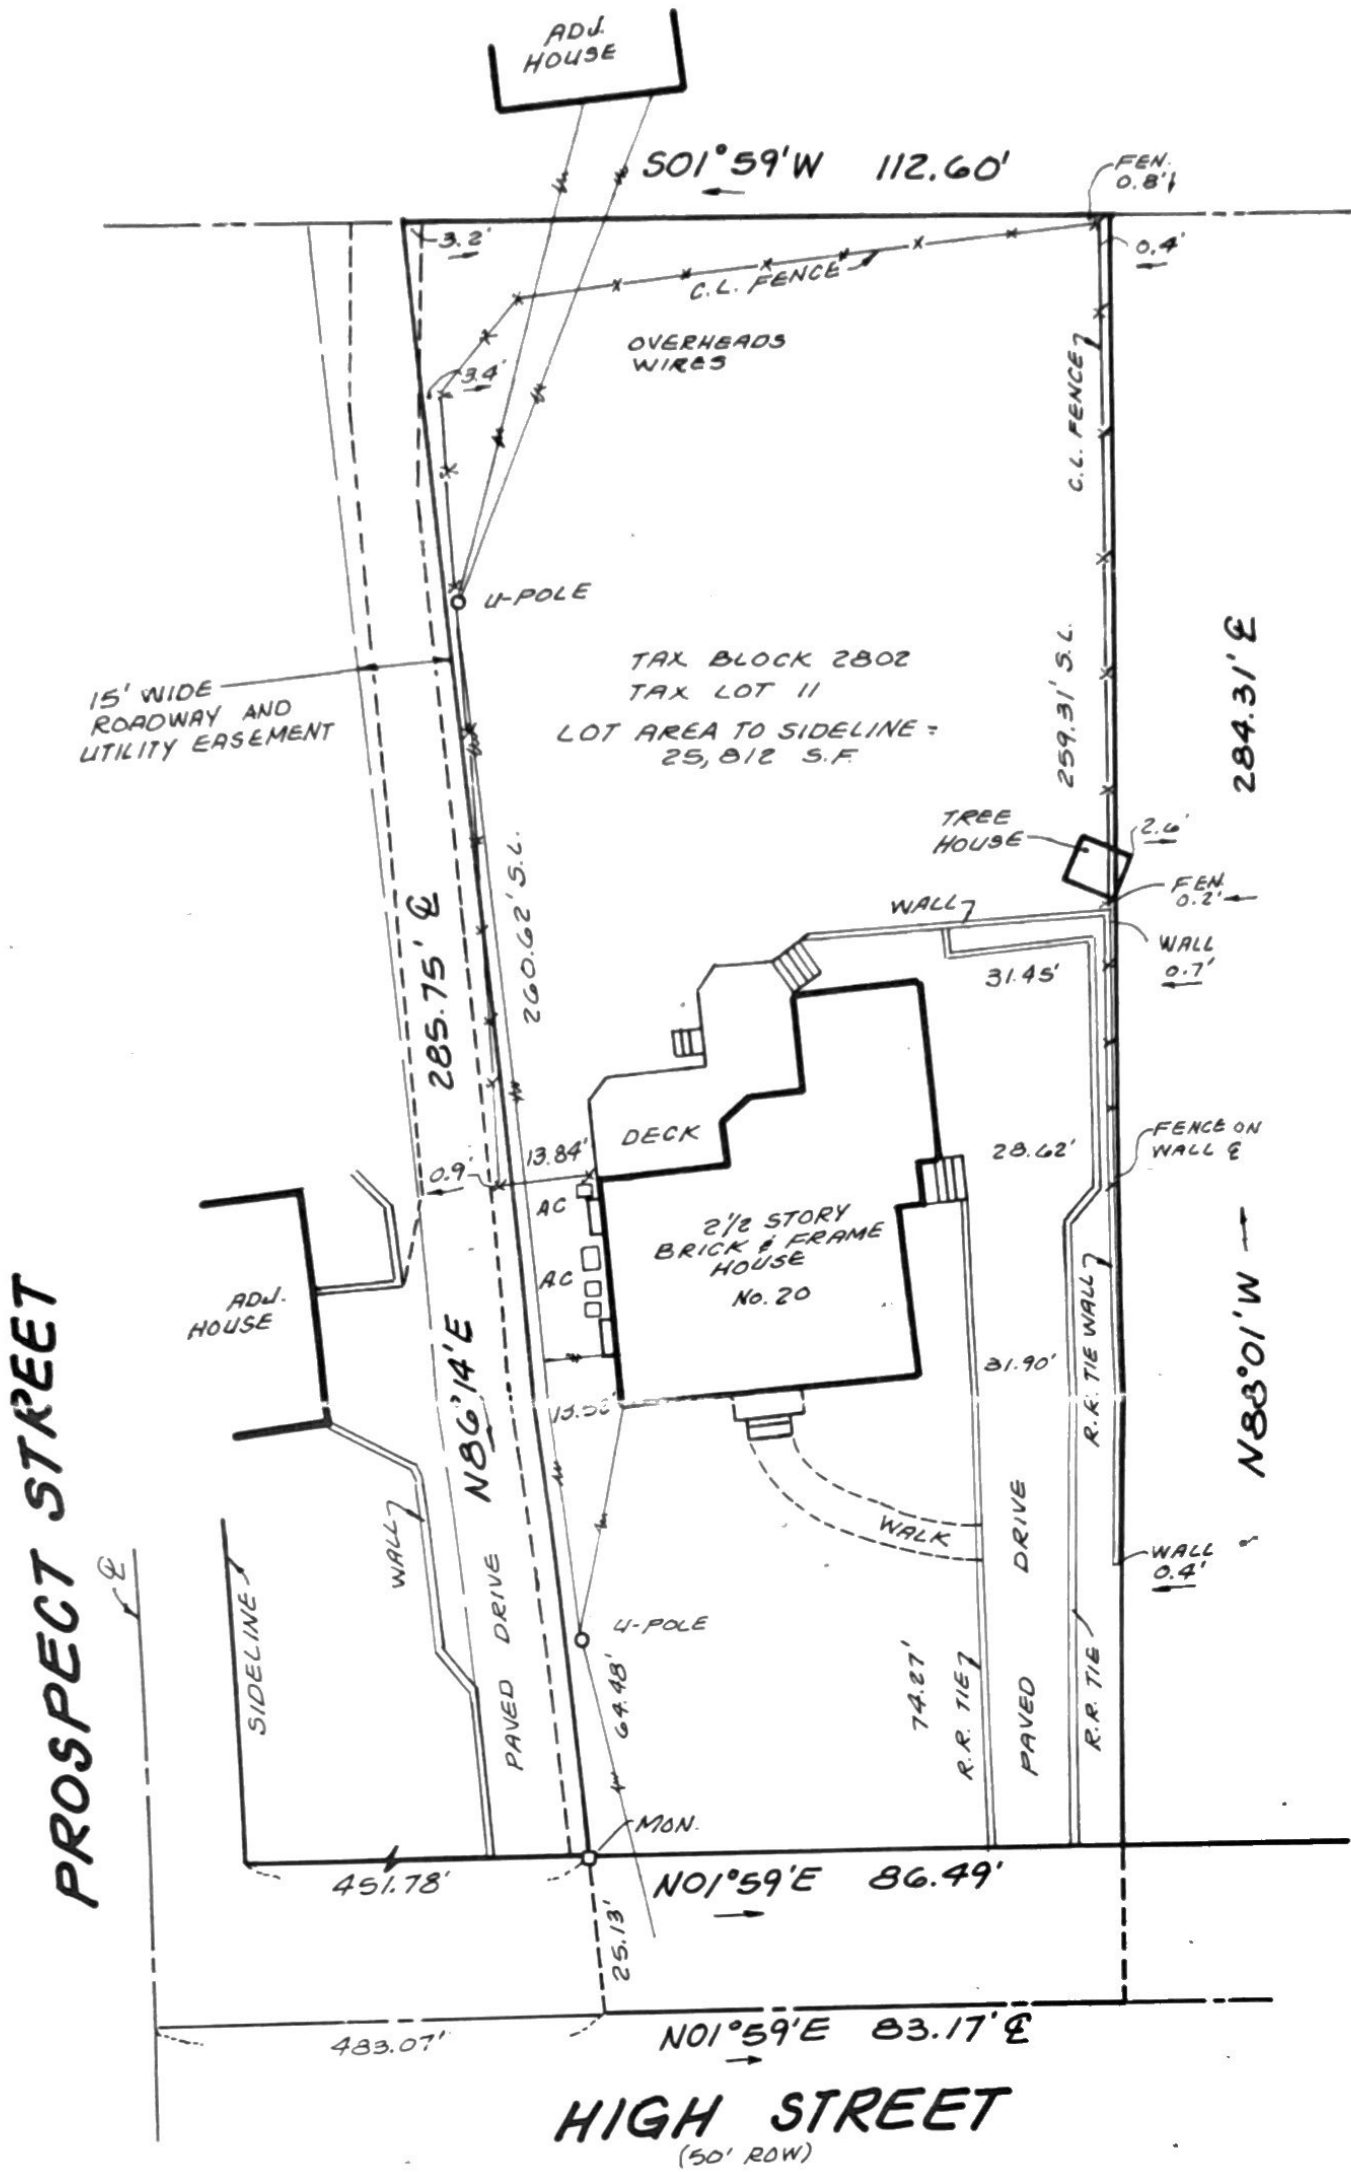 ADJ.
HOUSE
S01°59'W 112.60'
FEN.
0.8'
3.2'
0.4'
C.L. FENCE
OVERHEADS
WIRES
3.4'
C.L. FENCE
U-POLE
TAX BLOCK 2802
TAX LOT 11
LOT AREA TO SIDELINE =
25,812 S.F.
15' WIDE
ROADWAY AND
UTILITY EASEMENT
259.31' S.L.
284.31' ℄
TREE
HOUSE
2.6'
FEN.
0.2'
WALL
WALL
0.7'
31.45'
285.75' ℄
260.62' S.L.
DECK
13.84'
0.9'
AC
AC
28.62'
FENCE ON
WALL ℄
2 1/2 STORY
BRICK & FRAME
HOUSE
No. 20
ADJ.
HOUSE
N86°14'E
31.90'
R.R. TIE WALL
N88°01'W
WALL
WALK
WALL
0.4'
PAVED DRIVE
PAVED DRIVE
U-POLE
64.48'
74.27'
R.R. TIE
R.R. TIE
SIDELINE
℄
PROSPECT STREET
MON.
451.78'
N01°59'E 86.49'
25.13'
483.07'
N01°59'E 83.17' ℄
HIGH STREET
(50' ROW)